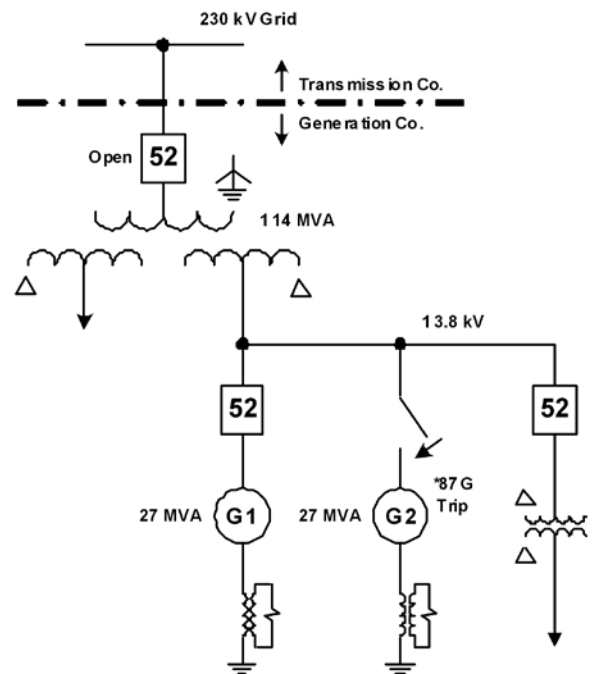 230 kV Grid
Transmission Co.
Generation Co.
Open
52
114 MVA
13.8 kV
52
52
*87G
Trip
27 MVA
G1
27 MVA
G2